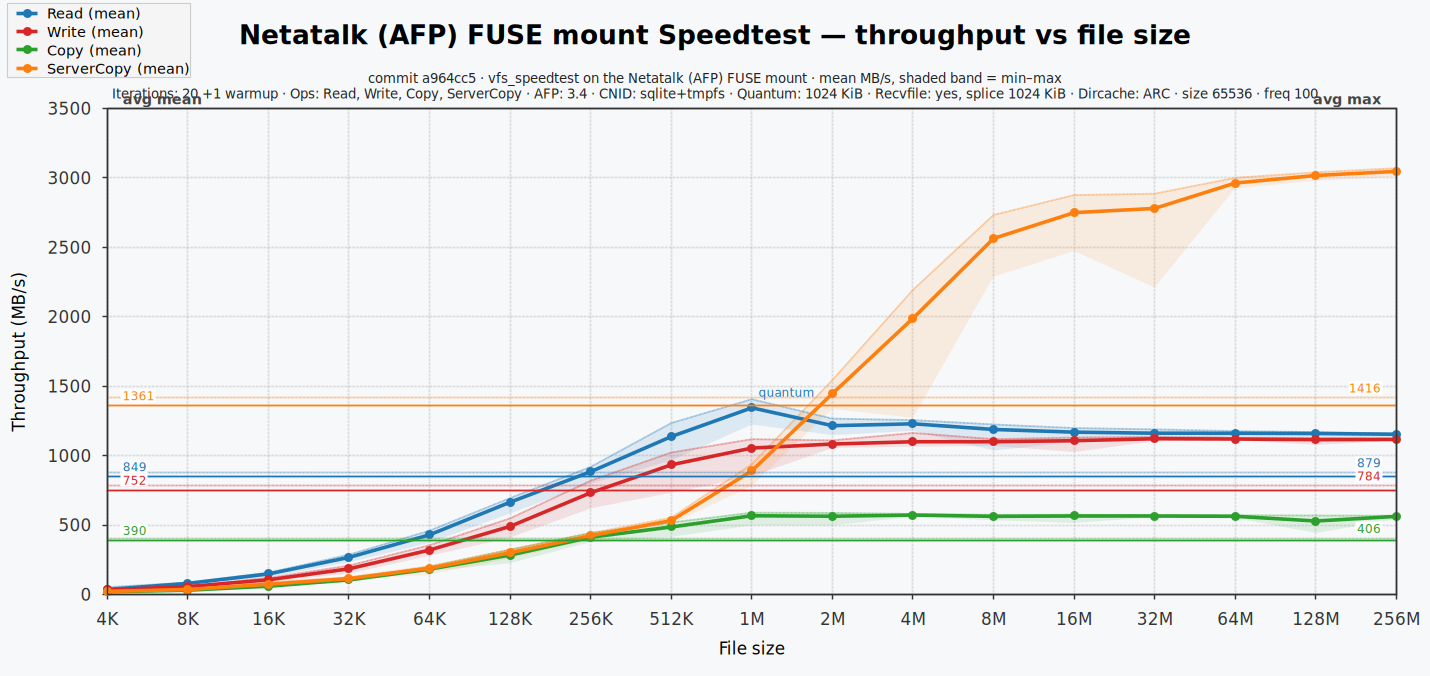 Read (mean)
Write (mean)
Copy (mean)
ServerCopy (mean)
Netatalk (AFP) FUSE mount Speedtest — throughput vs file size
commit a964cc5 · vfs_speedtest on the Netatalk (AFP) FUSE mount · mean MB/s, shaded band = min–max
Iterations: 20 +1 warmup · Ops: Read, Write, Copy, ServerCopy · AFP: 3.4 · CNID: sqlite+tmpfs · Quantum: 1024 KiB · Recvfile: yes, splice 1024 KiB · Dircache: ARC · size 65536 · freq 100
avg mean
avg max
Throughput (MB/s)
3500
3000
2500
2000
1500
1000
500
0
1361
1416
quantum
849
879
752
784
390
406
4K 8K 16K 32K 64K 128K 256K 512K 1M 2M 4M 8M 16M 32M 64M 128M 256M
File size